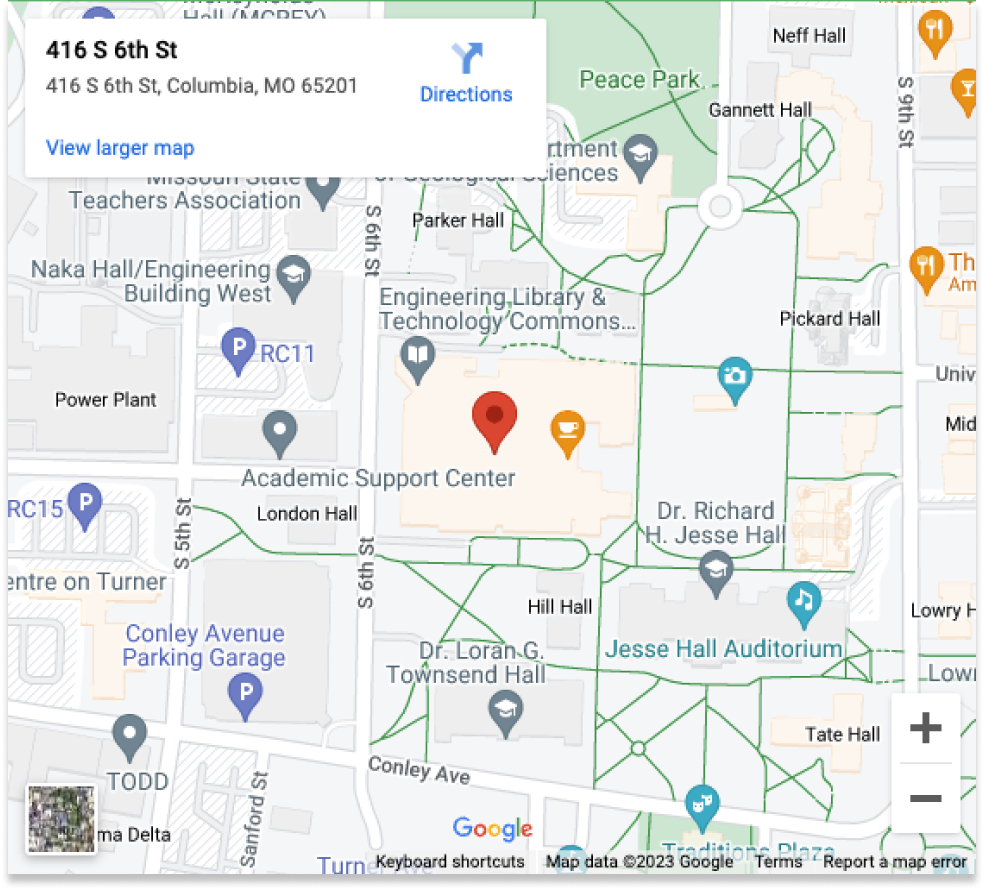 Hall (MCREY)
416 S 6th St
416 S 6th St, Columbia, MO 65201
Directions
View larger map
Neff Hall
Peace Park
Gannett Hall
S 9th St
of Geological Sciences
Missouri State
Teachers Association
Parker Hall
S 6th St
Naka Hall/Engineering
Building West
Engineering Library &
Technology Commons...
Th
Am
Pickard Hall
RC11
Univ
Power Plant
Mid
Academic Support Center
RC15
London Hall
S 5th St
Dr. Richard
H. Jesse Hall
S 6th St
entre on Turner
Hill Hall
Lowry H
Conley Avenue
Parking Garage
Jesse Hall Auditorium
Dr. Loran G.
Townsend Hall
Lowr
Tate Hall
TODD
Conley Ave
Sanford St
ma Delta
Google
Traditions Plaza
Turner Ave
Keyboard shortcuts
Map data ©2023 Google
Terms
Report a map error